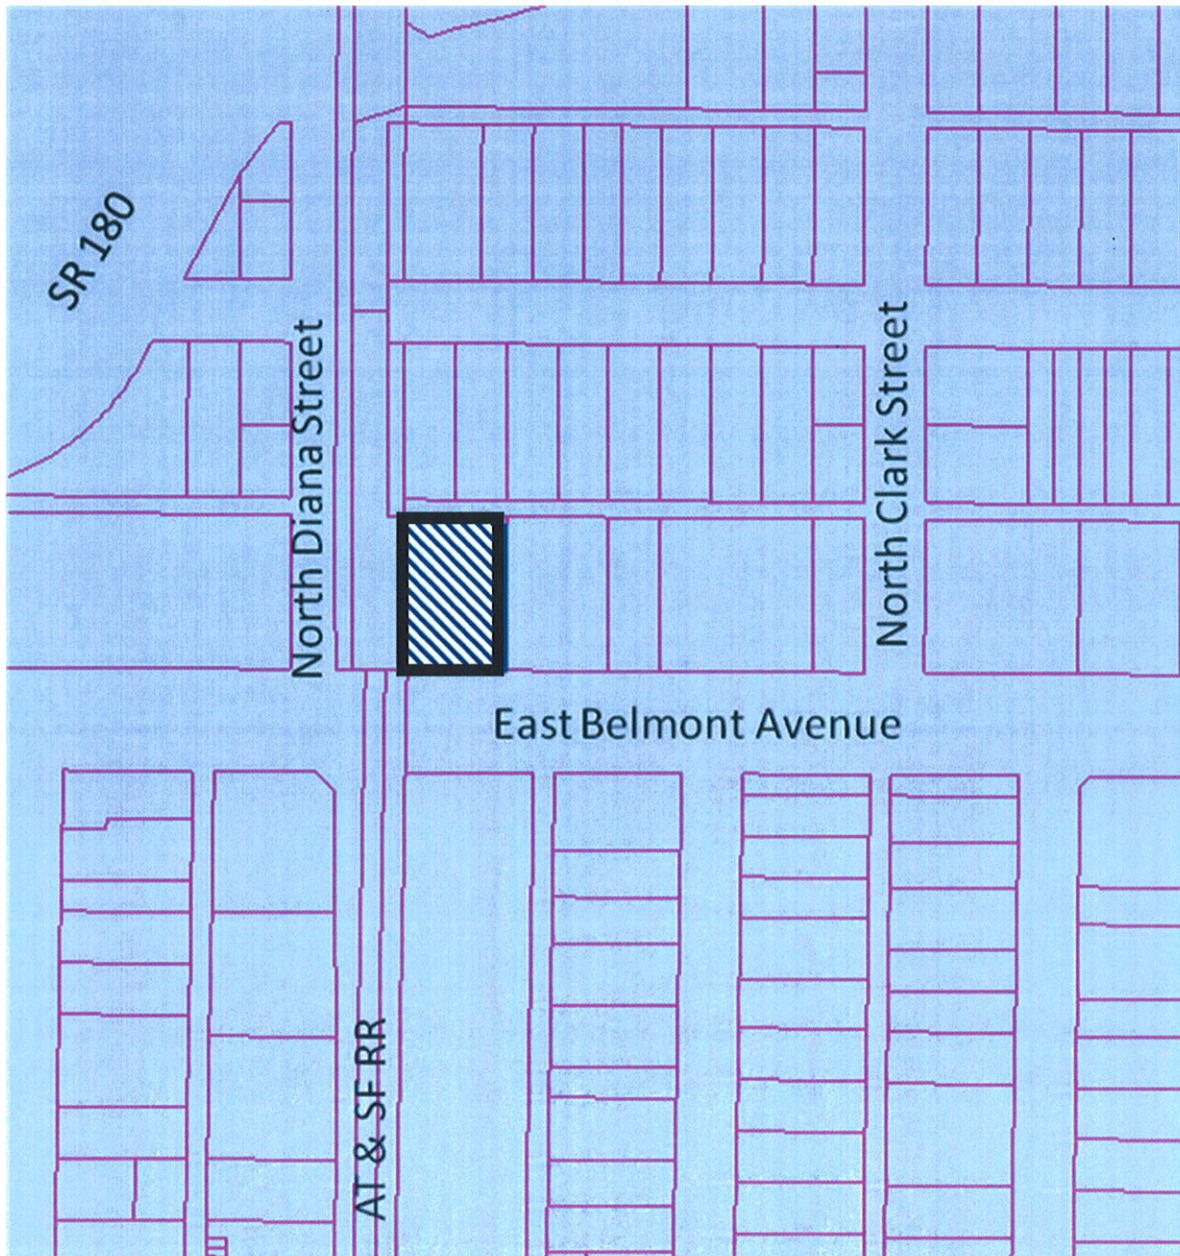 SR 180
North Diana Street
North Clark Street
East Belmont Avenue
AT & SF RR